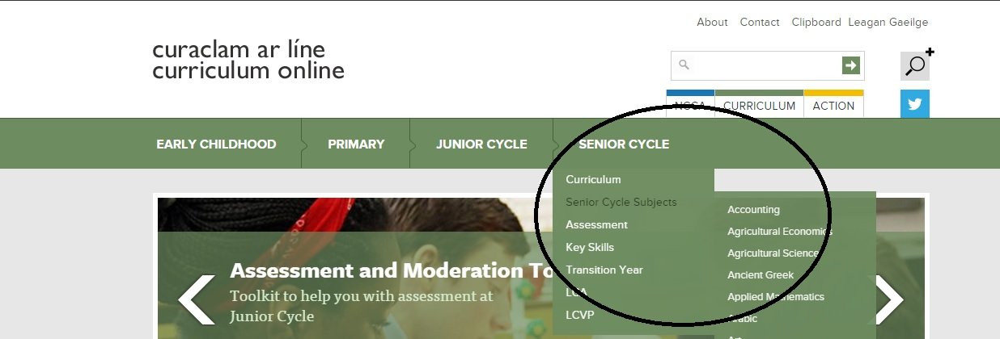 About Contact Clipboard Leagan Gaeilge
curaclam ar líne
curriculum online
NCCA CURRICULUM ACTION
EARLY CHILDHOOD PRIMARY JUNIOR CYCLE SENIOR CYCLE
Curriculum
Senior Cycle Subjects
Assessment
Key Skills
Transition Year
LCA
LCVP
Accounting
Agricultural Economics
Agricultural Science
Ancient Greek
Applied Mathematics
Arabic
Art
Assessment and Moderation To
Toolkit to help you with assessment at
Junior Cycle